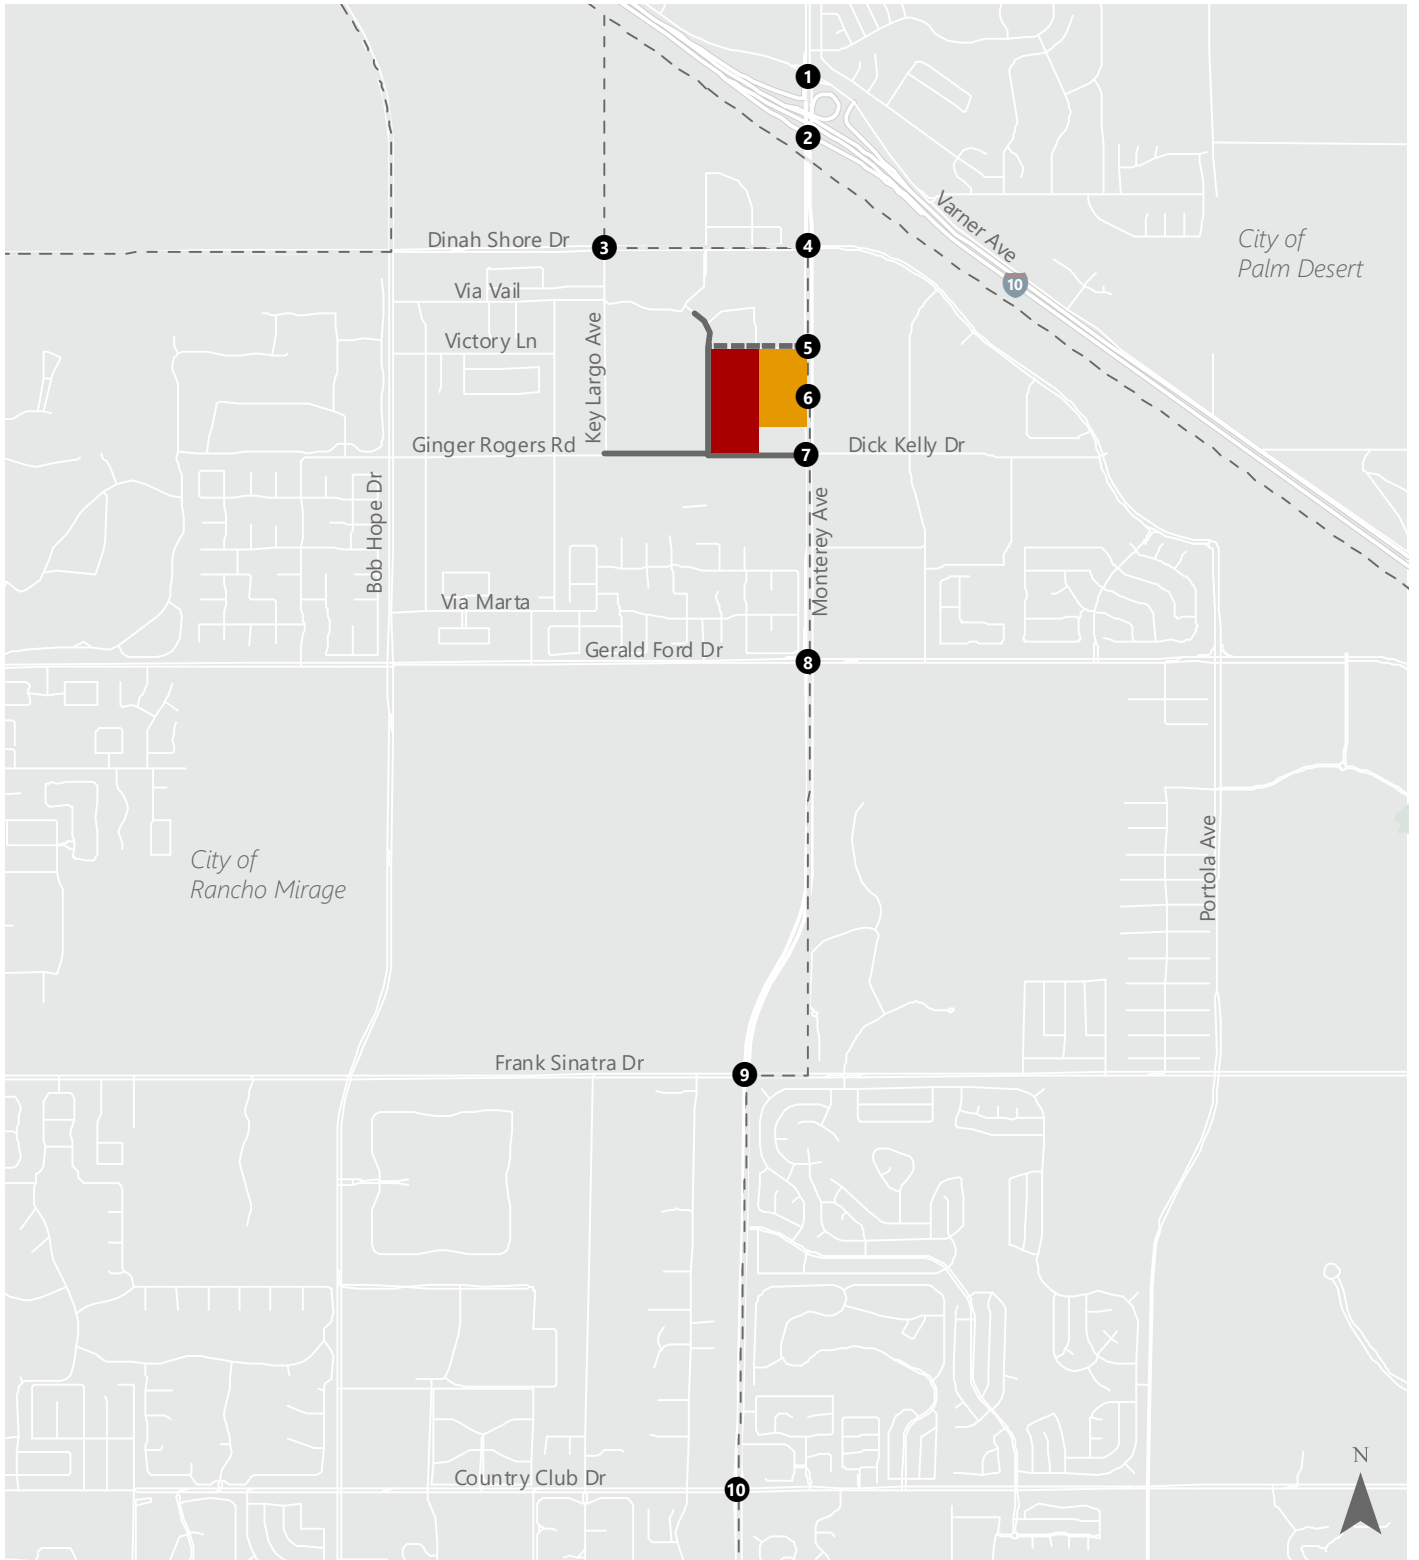 1
2
Varner Ave
City of
Palm Desert
Dinah Shore Dr
3
4
10
Via Vail
Key Largo Ave
Victory Ln
5
6
Ginger Rogers Rd
7
Dick Kelly Dr
Bob Hope Dr
Monterey Ave
Via Marta
Gerald Ford Dr
8
City of
Rancho Mirage
Portola Ave
Frank Sinatra Dr
9
N
Country Club Dr
10